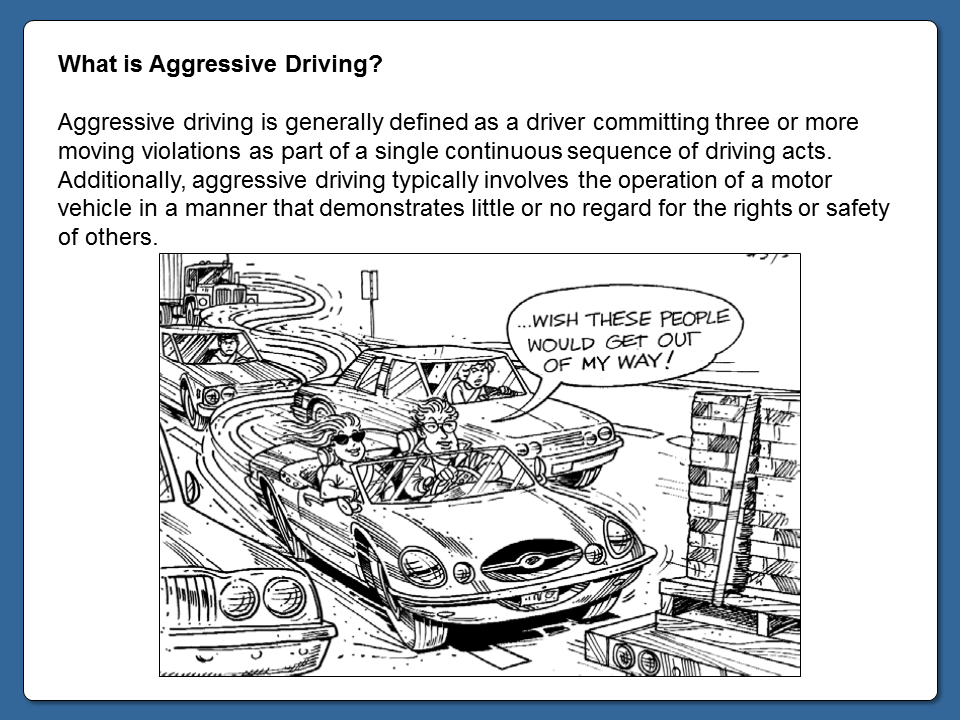 What is Aggressive Driving?
Aggressive driving is generally defined as a driver committing three or more
moving violations as part of a single continuous sequence of driving acts.
Additionally, aggressive driving typically involves the operation of a motor
vehicle in a manner that demonstrates little or no regard for the rights or safety
of others.
...WISH THESE PEOPLE
WOULD GET OUT
OF MY WAY!